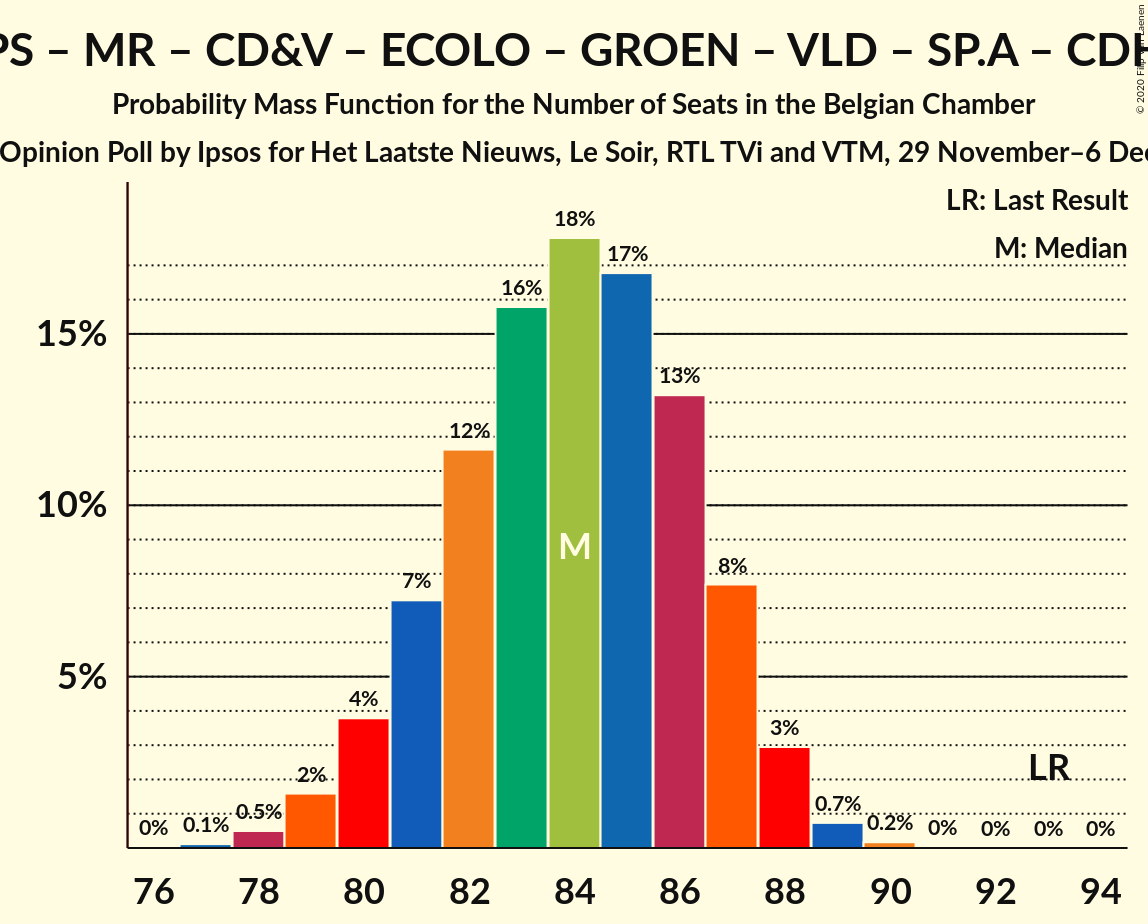 PS – MR – CD&V – ECOLO – GROEN – VLD – SP.A – CDH
Probability Mass Function for the Number of Seats in the Belgian Chamber
Opinion Poll by Ipsos for Het Laatste Nieuws, Le Soir, RTL TVi and VTM, 29 November–6 Dec
© 2020 Filip van Laenen
LR: Last Result
M: Median
18%
17%
16%
15%
13%
12%
10%
M
8%
7%
5%
4%
3%
LR
2%
0.7%
0.5%
0.2%
0.1%
0%
0%
0%
0%
0%
76 78 80 82 84 86 88 90 92 94